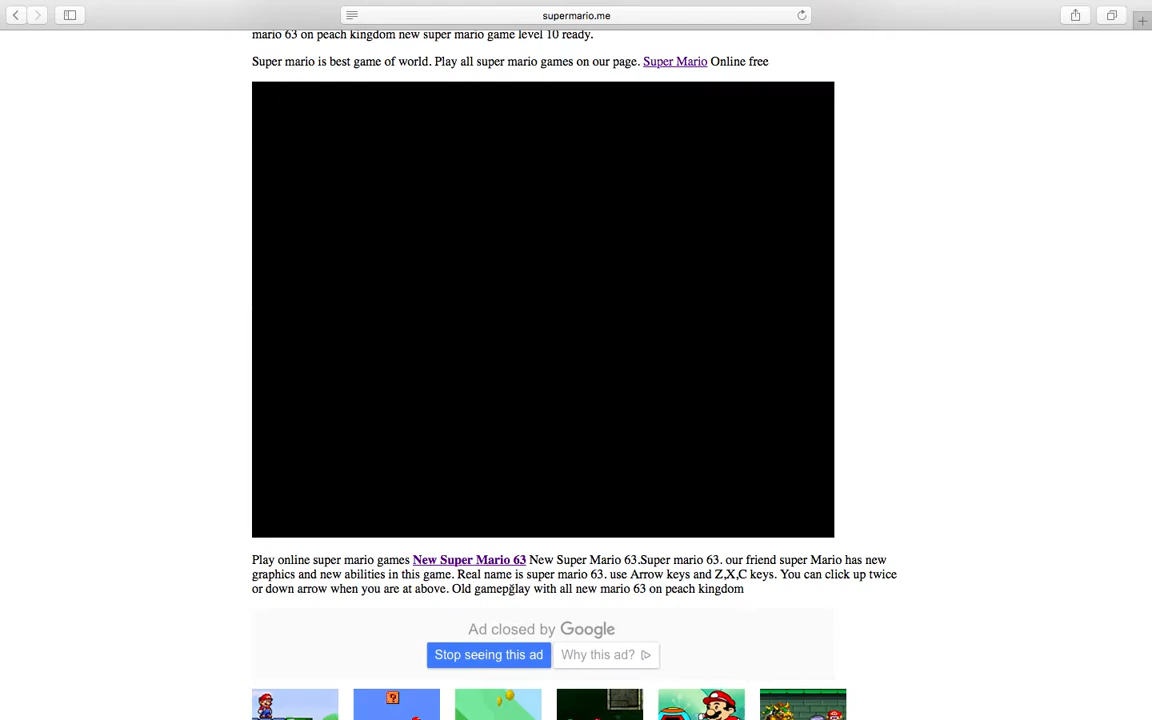 supermario.me
mario 63 on peach kingdom new super mario game level 10 ready.
Super mario is best game of world. Play all super mario games on our page. Super Mario Online free
Play online super mario games New Super Mario 63 New Super Mario 63.Super mario 63. our friend super Mario has new
graphics and new abilities in this game. Real name is super mario 63. use Arrow keys and Z,X,C keys. You can click up twice
or down arrow when you are at above. Old gamepğlay with all new mario 63 on peach kingdom
Ad closed by Google
Stop seeing this ad
Why this ad?